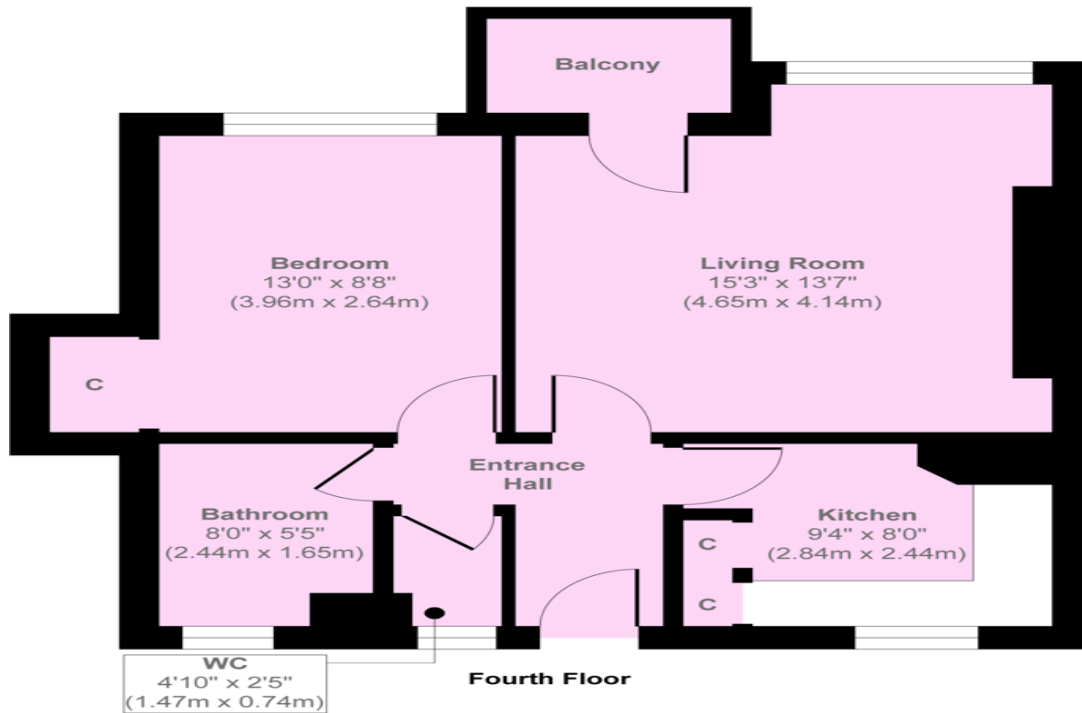 Balcony
Bedroom
13'0" x 8'8"
(3.96m x 2.64m)
Living Room
15'3" x 13'7"
(4.65m x 4.14m)
C
Entrance
Hall
Bathroom
8'0" x 5'5"
(2.44m x 1.65m)
Kitchen
9'4" x 8'0"
(2.84m x 2.44m)
C
C
WC
4'10" x 2'5"
(1.47m x 0.74m)
Fourth Floor